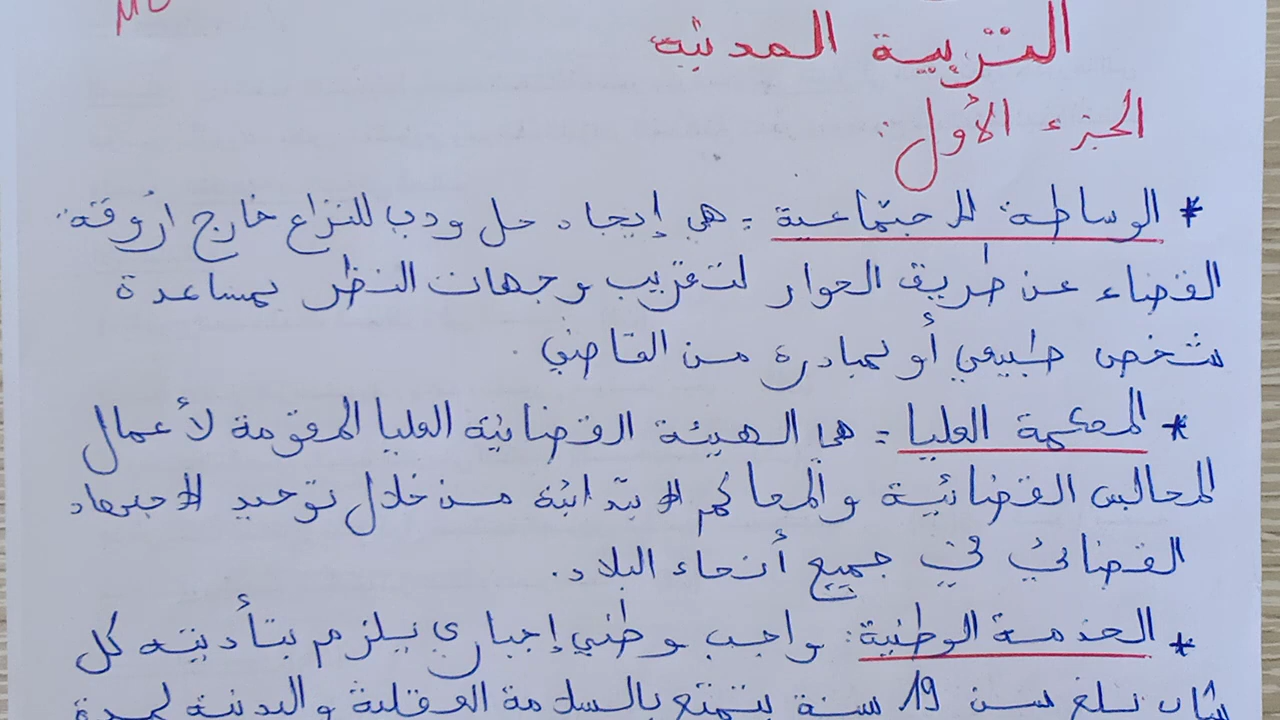 التربية المدنية
الجزء الأول:
* الوساطة الاجتماعية = هي إيجاد حل ودي للنزاع خارج أروقة
القضاء عن طريق الحوار لتقريب وجهات النظر بمساعدة
شخص طبيعي أو بمبادرة من القاضي.
* المحكمة العليا = هي الهيئة القضائية العليا المقومة لأعمال
المجالس القضائية والمحاكم الابتدائية من خلال توحيد الاجتهاد
القضائي في جميع أنحاء البلاد.
* الخدمة الوطنية: واجب وطني إجباري يلزم بتأديته كل
شاب بلغ سن 19 سنة يتمتع بالسلامة العقلية والبدنية لمدة